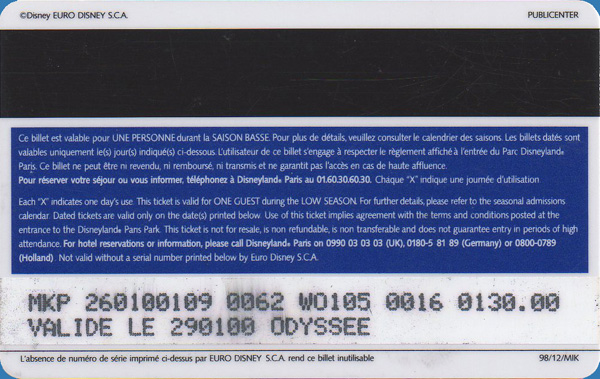 ©Disney EURO DISNEY S.C.A. PUBLICENTER
Ce billet est valable pour UNE PERSONNE durant la SAISON BASSE. Pour plus de détails, veuillez consulter le calendrier des saisons. Les billets datés sont
valables uniquement le(s) jour(s) indiqué(s) ci-dessous. L'utilisateur de ce billet s'engage à respecter le règlement affiché à l'entrée du Parc Disneyland®
Paris. Ce billet ne peut être ni revendu, ni remboursé, ni transmis et ne garantit pas l'accès en cas de haute affluence.
Pour réserver votre séjour ou vous informer, téléphonez à Disneyland® Paris au 01.60.30.60.30. Chaque "X" indique une journée d'utilisation
Each "X" indicates one day's use. This ticket is valid for ONE GUEST during the LOW SEASON. For further details, please refer to the seasonal admissions
calendar. Dated tickets are valid only on the date(s) printed below. Use of this ticket implies agreement with the terms and conditions posted at the
entrance to the Disneyland Paris Park. This ticket is not for resale, is non refundable, is non transferable and does not guarantee entry in periods of high
attendance. For hotel reservations or information, please call Disneyland® Paris on 0990 03 03 03 (UK), 0180-5 81 89 (Germany) or 0800-0789
(Holland). Not valid without a serial number printed below by Euro Disney S.C.A.
MKP 260100109 0062 WO105 0016 0130.00
VALIDE LE 290100 ODYSSEE
L'absence de numéro de série imprimé ci-dessus par EURO DISNEY S.C.A. rend ce billet inutilisable 98/12/MIK